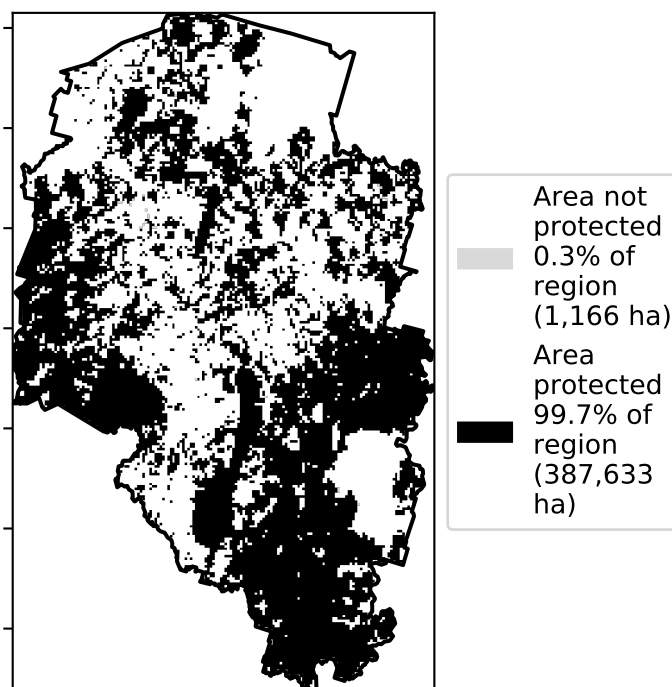 Area not
protected
0.3% of
region
(1,166 ha)
Area
protected
99.7% of
region
(387,633
ha)